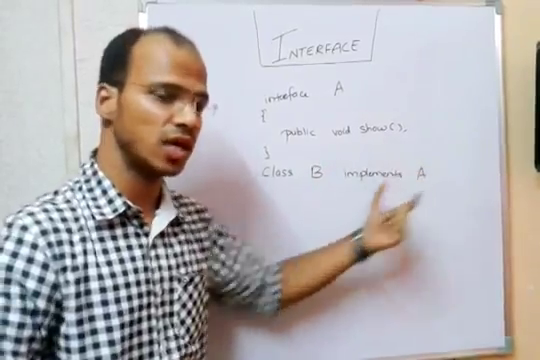 INTERFACE
interface A
{
public void show();
}
Class B implements A